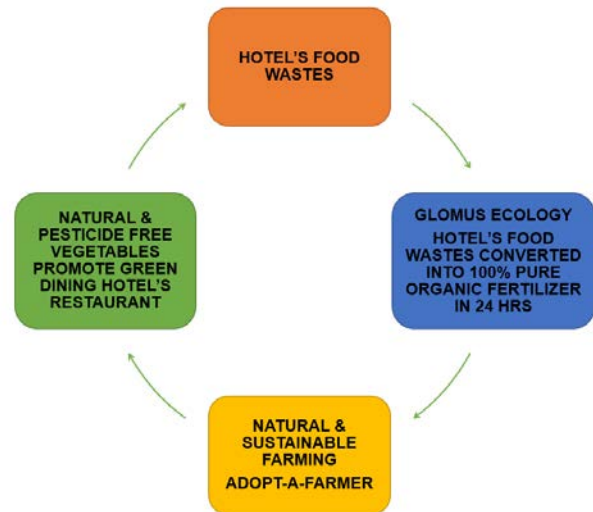 HOTEL'S FOOD
WASTES
GLOMUS ECOLOGY
HOTEL'S FOOD
WASTES CONVERTED
INTO 100% PURE
ORGANIC FERTILIZER
IN 24 HRS
NATURAL &
SUSTAINABLE
FARMING
ADOPT-A-FARMER
NATURAL &
PESTICIDE FREE
VEGETABLES
PROMOTE GREEN
DINING HOTEL'S
RESTAURANT